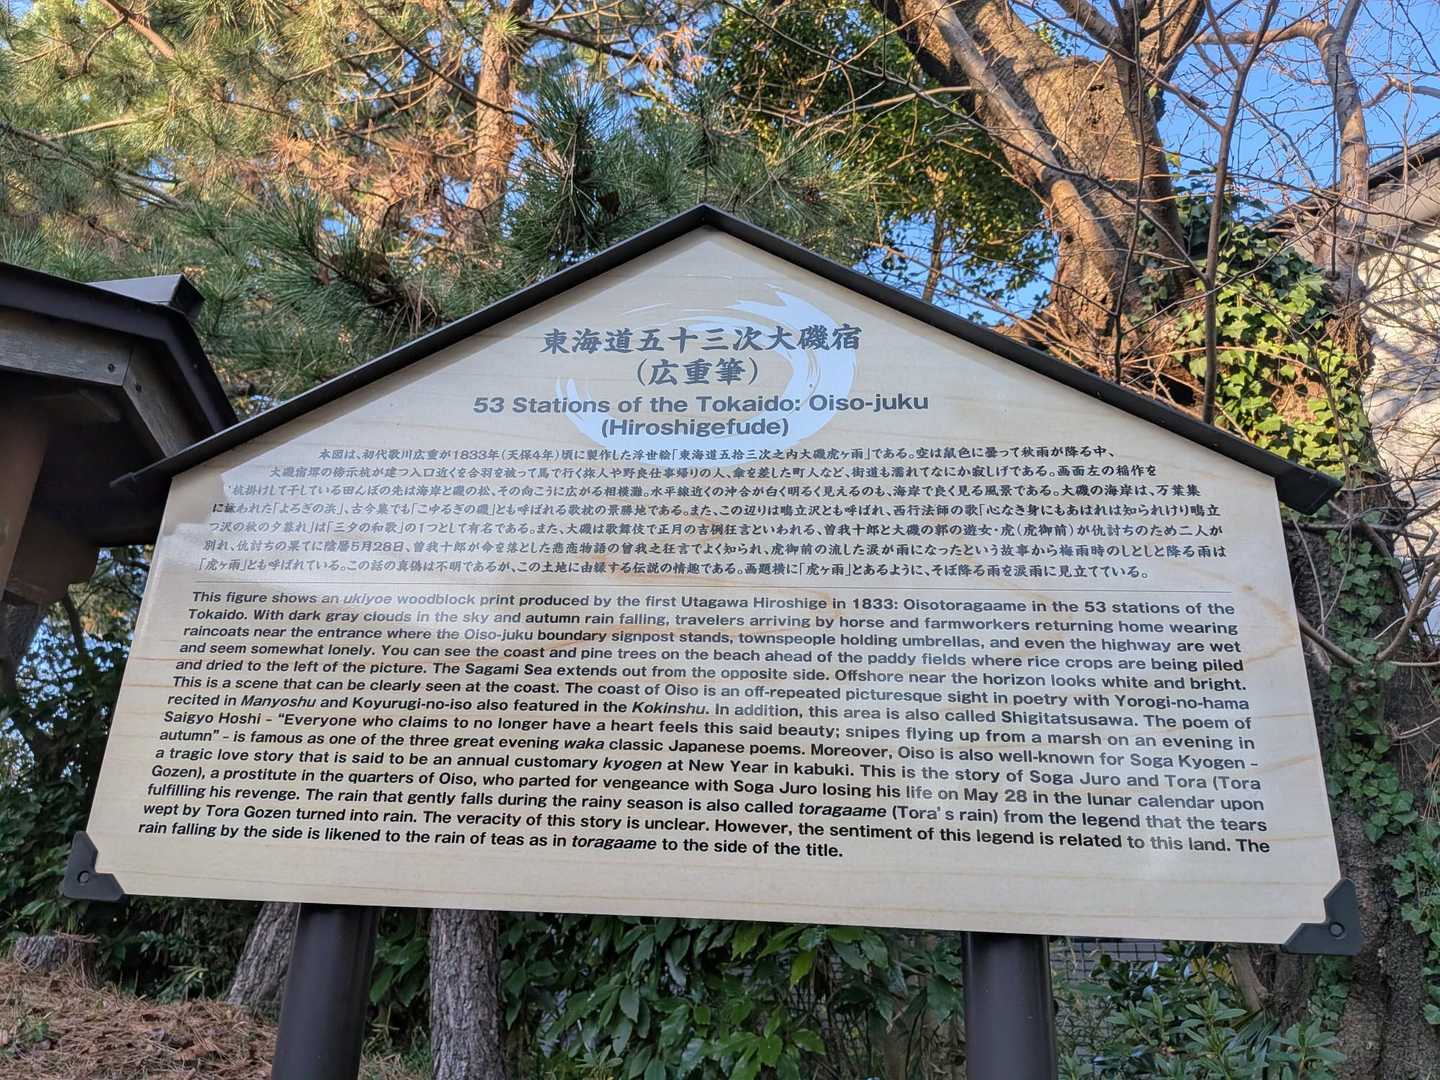 東海道五十三次大磯宿
（広重筆）
53 Stations of the Tokaido: Oiso-juku
(Hiroshigefude)
本図は、初代歌川広重が1833年（天保4年）頃に製作した浮世絵「東海道五拾三次之内大磯虎ヶ雨」である。空は鼠色に曇って秋雨が降る中、
大磯宿堺の傍示杭が建つ入口近くを合羽を被って馬で行く旅人や野良仕事帰りの人、傘を差した町人など、街道も濡れてなにか寂しげである。画面左の稲作を
杭掛けして干している田んぼの先は海岸と磯の松、その向こうに広がる相模灘。水平線近くの沖合が白く明るく見えるのも、海岸で良く見る風景である。大磯の海岸は、万葉集
に詠われた「よろぎの浜」、古今集でも「こゆるぎの磯」とも呼ばれる歌枕の景勝地である。また、この辺りは鴫立沢とも呼ばれ、西行法師の歌「心なき身にもあはれは知られけり鴫立
つ沢の秋の夕暮れ」は「三夕の和歌」の1つとして有名である。また、大磯は歌舞伎で正月の吉例狂言といわれる、曽我十郎と大磯の郭の遊女・虎（虎御前）が仇討ちのため二人が
別れ、仇討ちの果てに陰暦5月28日、曽我十郎が命を落とした悲恋物語の曽我之狂言でよく知られ、虎御前の流した涙が雨になったという故事から梅雨時のしとしと降る雨は
「虎ヶ雨」とも呼ばれている。この話の真偽は不明であるが、この土地に由縁する伝説の情趣である。画題横に「虎ヶ雨」とあるように、そぼ降る雨を涙雨に見立てている。
This figure shows an ukiyoe woodblock print produced by the first Utagawa Hiroshige in 1833: Oisotoragaame in the 53 stations of the
Tokaido. With dark gray clouds in the sky and autumn rain falling, travelers arriving by horse and farmworkers returning home wearing
raincoats near the entrance where the Oiso-juku boundary signpost stands, townspeople holding umbrellas, and even the highway are wet
and seem somewhat lonely. You can see the coast and pine trees on the beach ahead of the paddy fields where rice crops are being piled
and dried to the left of the picture. The Sagami Sea extends out from the opposite side. Offshore near the horizon looks white and bright.
This is a scene that can be clearly seen at the coast. The coast of Oiso is an off-repeated picturesque sight in poetry with Yorogi-no-hama
recited in Manyoshu and Koyurugi-no-iso also featured in the Kokinshu. In addition, this area is also called Shigitatsusawa. The poem of
Saigyo Hoshi – “Everyone who claims to no longer have a heart feels this said beauty; snipes flying up from a marsh on an evening in
autumn” – is famous as one of the three great evening waka classic Japanese poems. Moreover, Oiso is also well-known for Soga Kyogen –
a tragic love story that is said to be an annual customary kyogen at New Year in kabuki. This is the story of Soga Juro and Tora (Tora
Gozen), a prostitute in the quarters of Oiso, who parted for vengeance with Soga Juro losing his life on May 28 in the lunar calendar upon
fulfilling his revenge. The rain that gently falls during the rainy season is also called toragaame (Tora's rain) from the legend that the tears
wept by Tora Gozen turned into rain. The veracity of this story is unclear. However, the sentiment of this legend is related to this land. The
rain falling by the side is likened to the rain of teas as in toragaame to the side of the title.